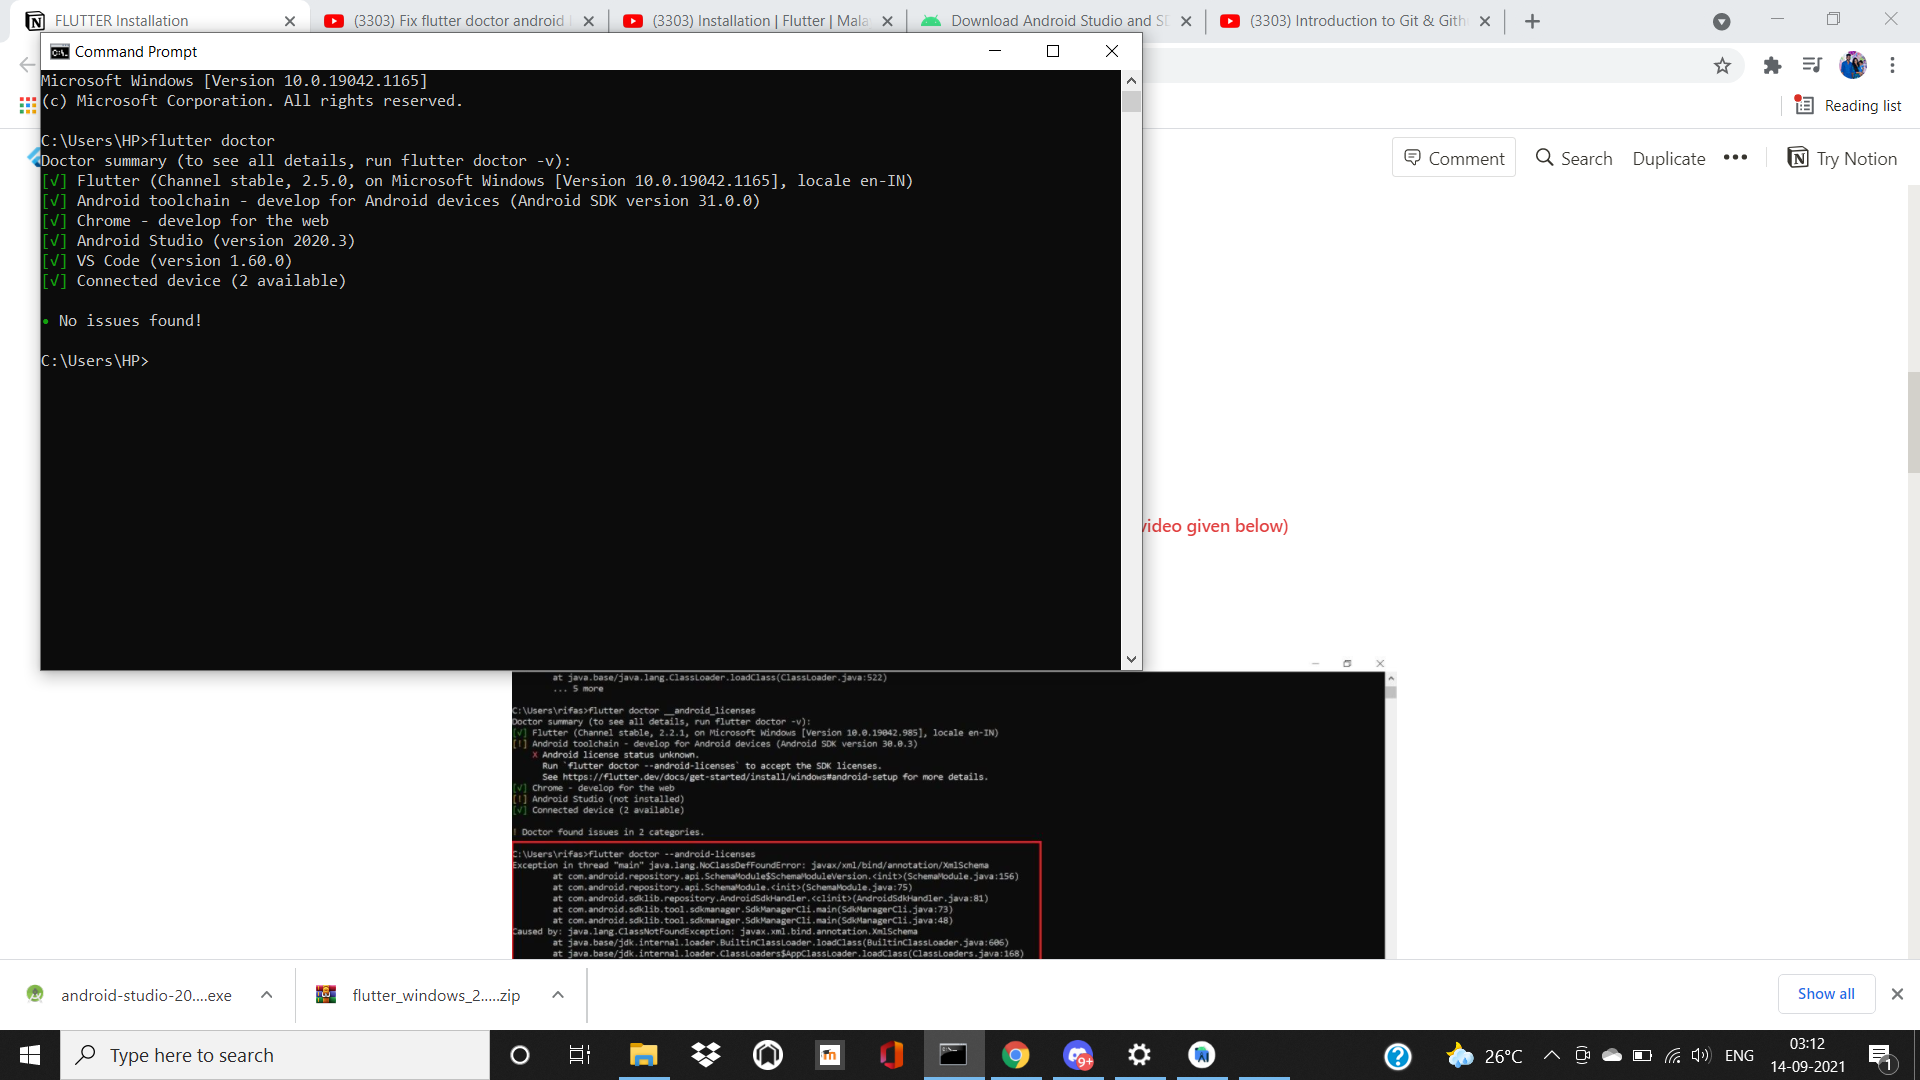 FLUTTER Installation
(3303) Fix flutter doctor android
(3303) Installation | Flutter | Mala
Download Android Studio and SD
(3303) Introduction to Git & Gith
Command Prompt
Reading list
Comment
Search
Duplicate
Try Notion
Microsoft Windows [Version 10.0.19042.1165]
(c) Microsoft Corporation. All rights reserved.
C:\Users\HP>flutter doctor
Doctor summary (to see all details, run flutter doctor -v):
[√] Flutter (Channel stable, 2.5.0, on Microsoft Windows [Version 10.0.19042.1165], locale en-IN)
[√] Android toolchain - develop for Android devices (Android SDK version 31.0.0)
[√] Chrome - develop for the web
[√] Android Studio (version 2020.3)
[√] VS Code (version 1.60.0)
[√] Connected device (2 available)
• No issues found!
C:\Users\HP>
video given below)
at java.base/java.lang.ClassLoader.loadClass(ClassLoader.java:522)
... 5 more
C:\Users\rifas>flutter doctor __android_licenses
Doctor summary (to see all details, run flutter doctor -v):
[√] Flutter (Channel stable, 2.2.1, on Microsoft Windows [Version 10.0.19042.985], locale en-IN)
[!] Android toolchain - develop for Android devices (Android SDK version 30.0.3)
X Android license status unknown.
Run `flutter doctor --android-licenses` to accept the SDK licenses.
See https://flutter.dev/docs/get-started/install/windows#android-setup for more details.
[√] Chrome - develop for the web
[!] Android Studio (not installed)
[√] Connected device (2 available)
! Doctor found issues in 2 categories.
C:\Users\rifas>flutter doctor --android-licenses
Exception in thread "main" java.lang.NoClassDefFoundError: javax/xml/bind/annotation/XmlSchema
at com.android.repository.api.SchemaModule$SchemaModuleVersion.<init>(SchemaModule.java:156)
at com.android.repository.api.SchemaModule.<init>(SchemaModule.java:75)
at com.android.sdklib.repository.AndroidSdkHandler.<clinit>(AndroidSdkHandler.java:81)
at com.android.sdklib.tool.sdkmanager.SdkManagerCli.main(SdkManagerCli.java:73)
at com.android.sdklib.tool.sdkmanager.SdkManagerCli.main(SdkManagerCli.java:48)
Caused by: java.lang.ClassNotFoundException: javax.xml.bind.annotation.XmlSchema
at java.base/jdk.internal.loader.BuiltinClassLoader.loadClass(BuiltinClassLoader.java:606)
at java.base/jdk.internal.loader.ClassLoaders$AppClassLoader.loadClass(ClassLoaders.java:168)
android-studio-20....exe
flutter_windows_2.....zip
Show all
Type here to search
9+
26°C
ENG
03:12
14-09-2021
1